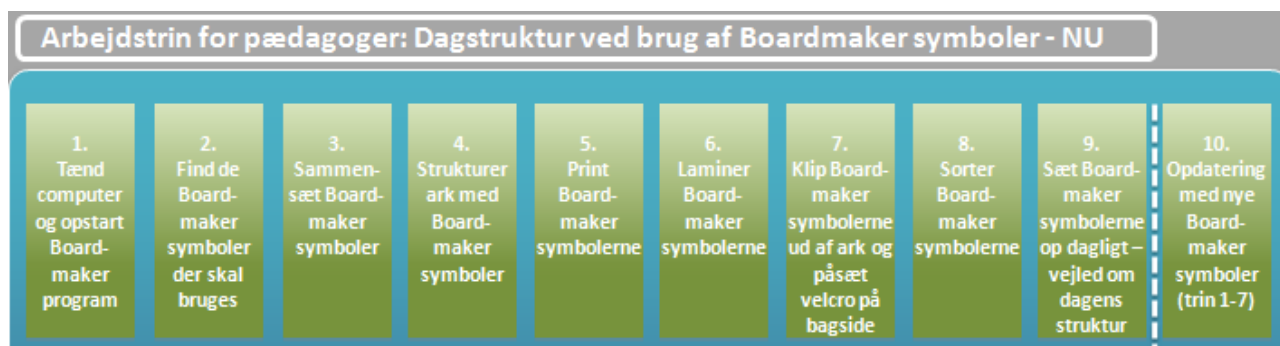 Arbejdstrin for pædagoger: Dagstruktur ved brug af Boardmaker symboler - NU
1.
Tænd
computer
og opstart
Board-
maker
program
2.
Find de
Board-
maker
symboler
der skal
bruges
3.
Sammen-
sæt Board-
maker
symboler
4.
Strukturer
ark med
Board-
maker
symboler
5.
Print
Board-
maker
symbolerne
6.
Laminer
Board-
maker
symbolerne
7.
Klip Board-
maker
symbolerne
ud af ark og
påsæt
velcro på
bagside
8.
Sorter
Board-
maker
symbolerne
9.
Sæt Board-
maker
symbolerne
op dagligt –
vejled om
dagens
struktur
10.
Opdatering
med nye
Board-
maker
symboler
(trin 1-7)